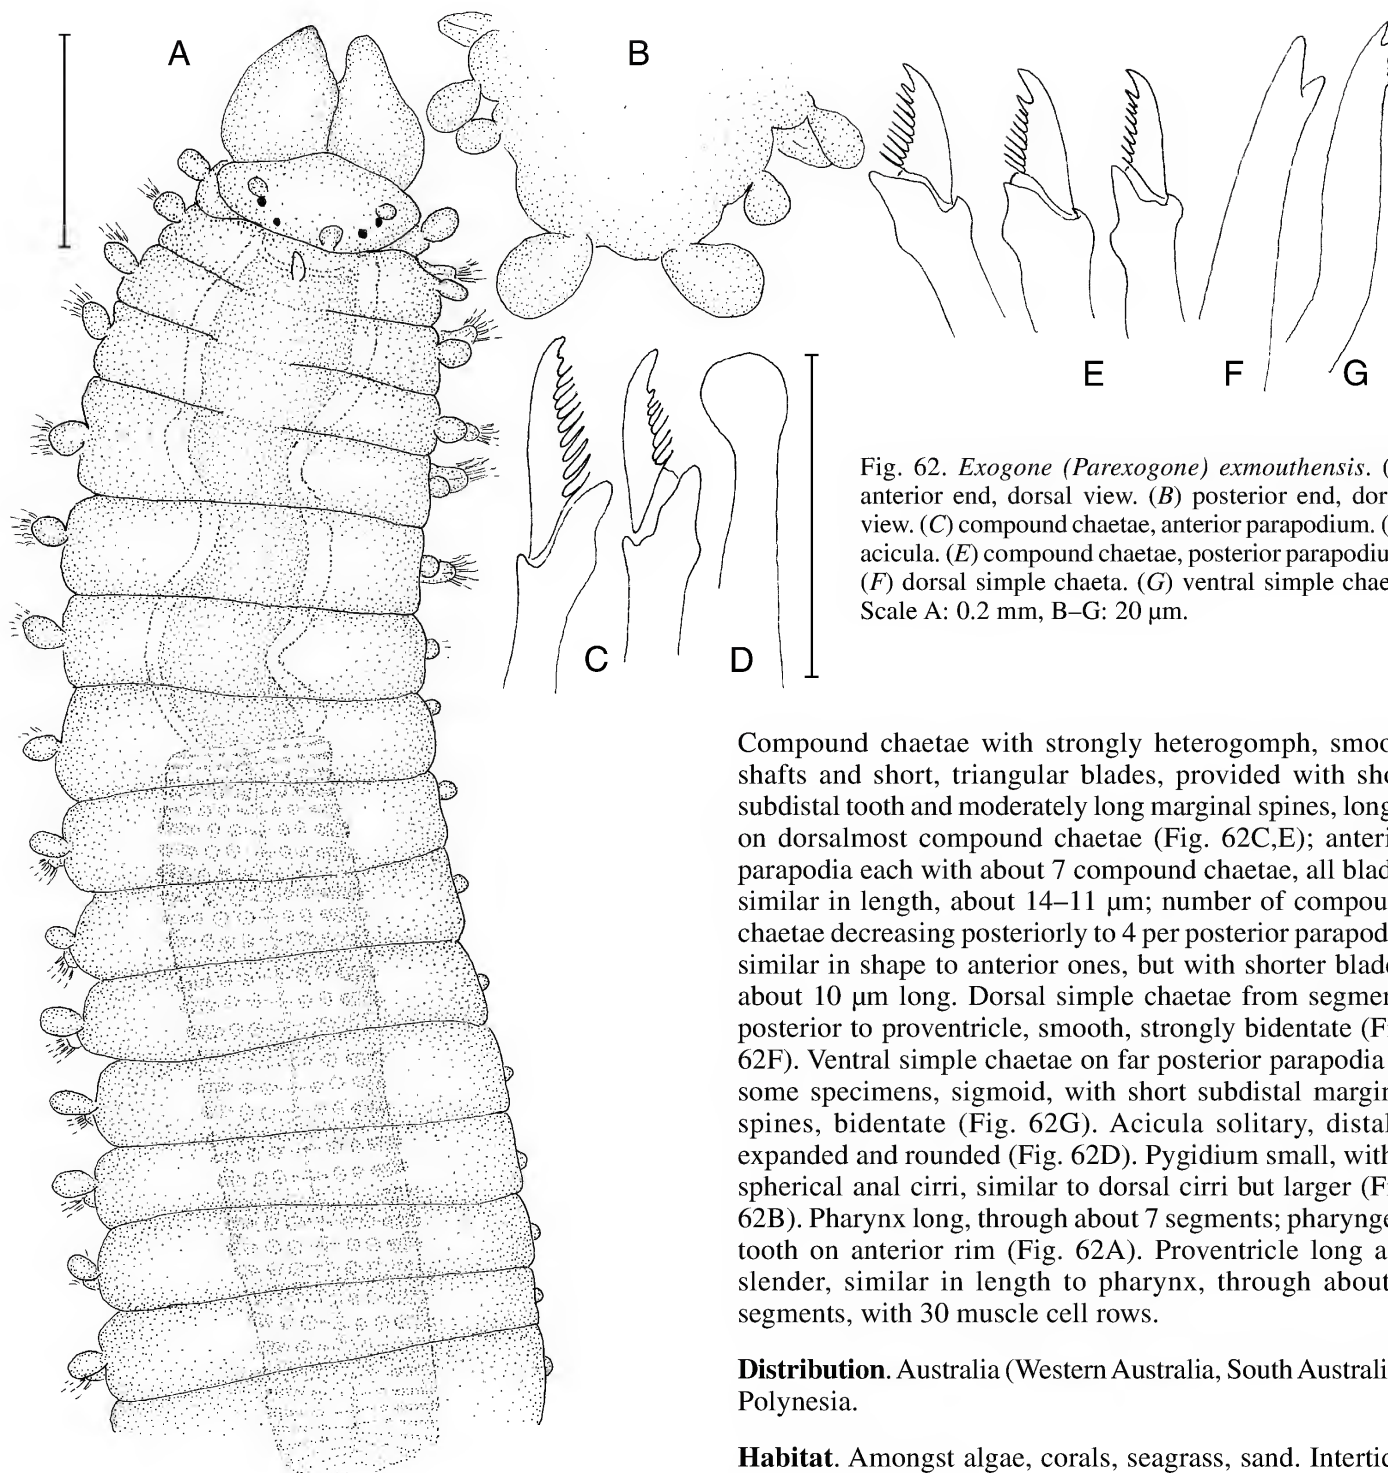 A
B
E
F
G
C
D
Fig. 62. Exogone (Parexogone) exmouthensis. (
anterior end, dorsal view. (B) posterior end, dor
view. (C) compound chaetae, anterior parapodium. (
acicula. (E) compound chaetae, posterior parapodiu
(F) dorsal simple chaeta. (G) ventral simple chae
Scale A: 0.2 mm, B–G: 20 µm.
Compound chaetae with strongly heterogomph, smoo
shafts and short, triangular blades, provided with sho
subdistal tooth and moderately long marginal spines, long
on dorsalmost compound chaetae (Fig. 62C,E); anteri
parapodia each with about 7 compound chaetae, all blad
similar in length, about 14–11 µm; number of compou
chaetae decreasing posteriorly to 4 per posterior parapod
similar in shape to anterior ones, but with shorter blade
about 10 µm long. Dorsal simple chaetae from segmen
posterior to proventricle, smooth, strongly bidentate (F
62F). Ventral simple chaetae on far posterior parapodia
some specimens, sigmoid, with short subdistal margin
spines, bidentate (Fig. 62G). Acicula solitary, distal
expanded and rounded (Fig. 62D). Pygidium small, with
spherical anal cirri, similar to dorsal cirri but larger (F
62B). Pharynx long, through about 7 segments; pharynge
tooth on anterior rim (Fig. 62A). Proventricle long a
slender, similar in length to pharynx, through about
segments, with 30 muscle cell rows.
Distribution. Australia (Western Australia, South Australi
Polynesia.
Habitat. Amongst algae, corals, seagrass, sand. Intertid